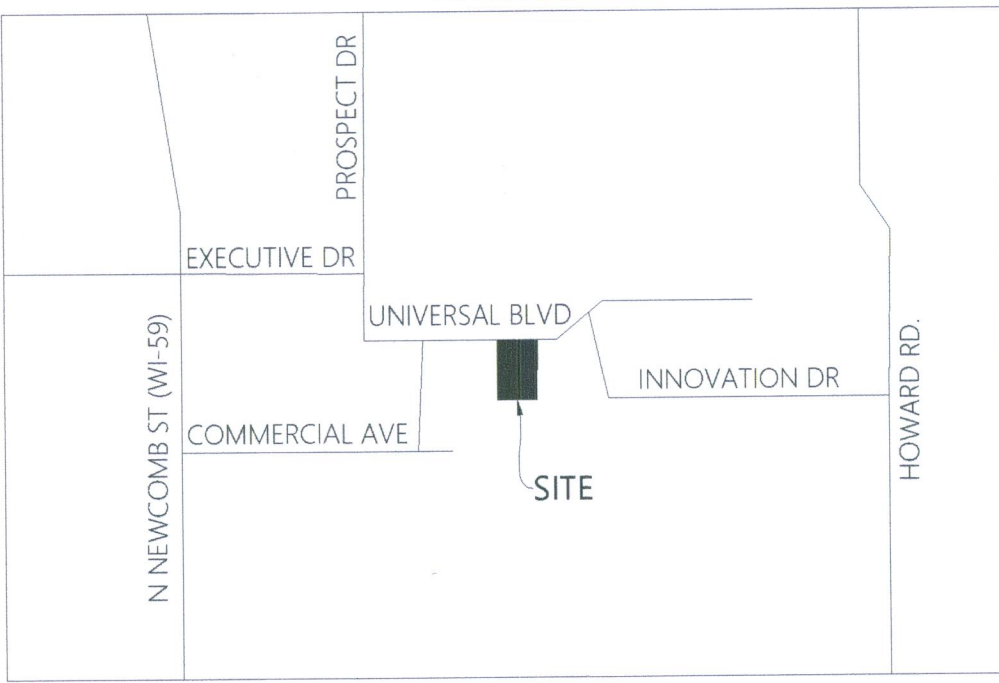 PROSPECT DR
EXECUTIVE DR
UNIVERSAL BLVD
N NEWCOMB ST (WI-59)
INNOVATION DR
HOWARD RD.
COMMERCIAL AVE
SITE